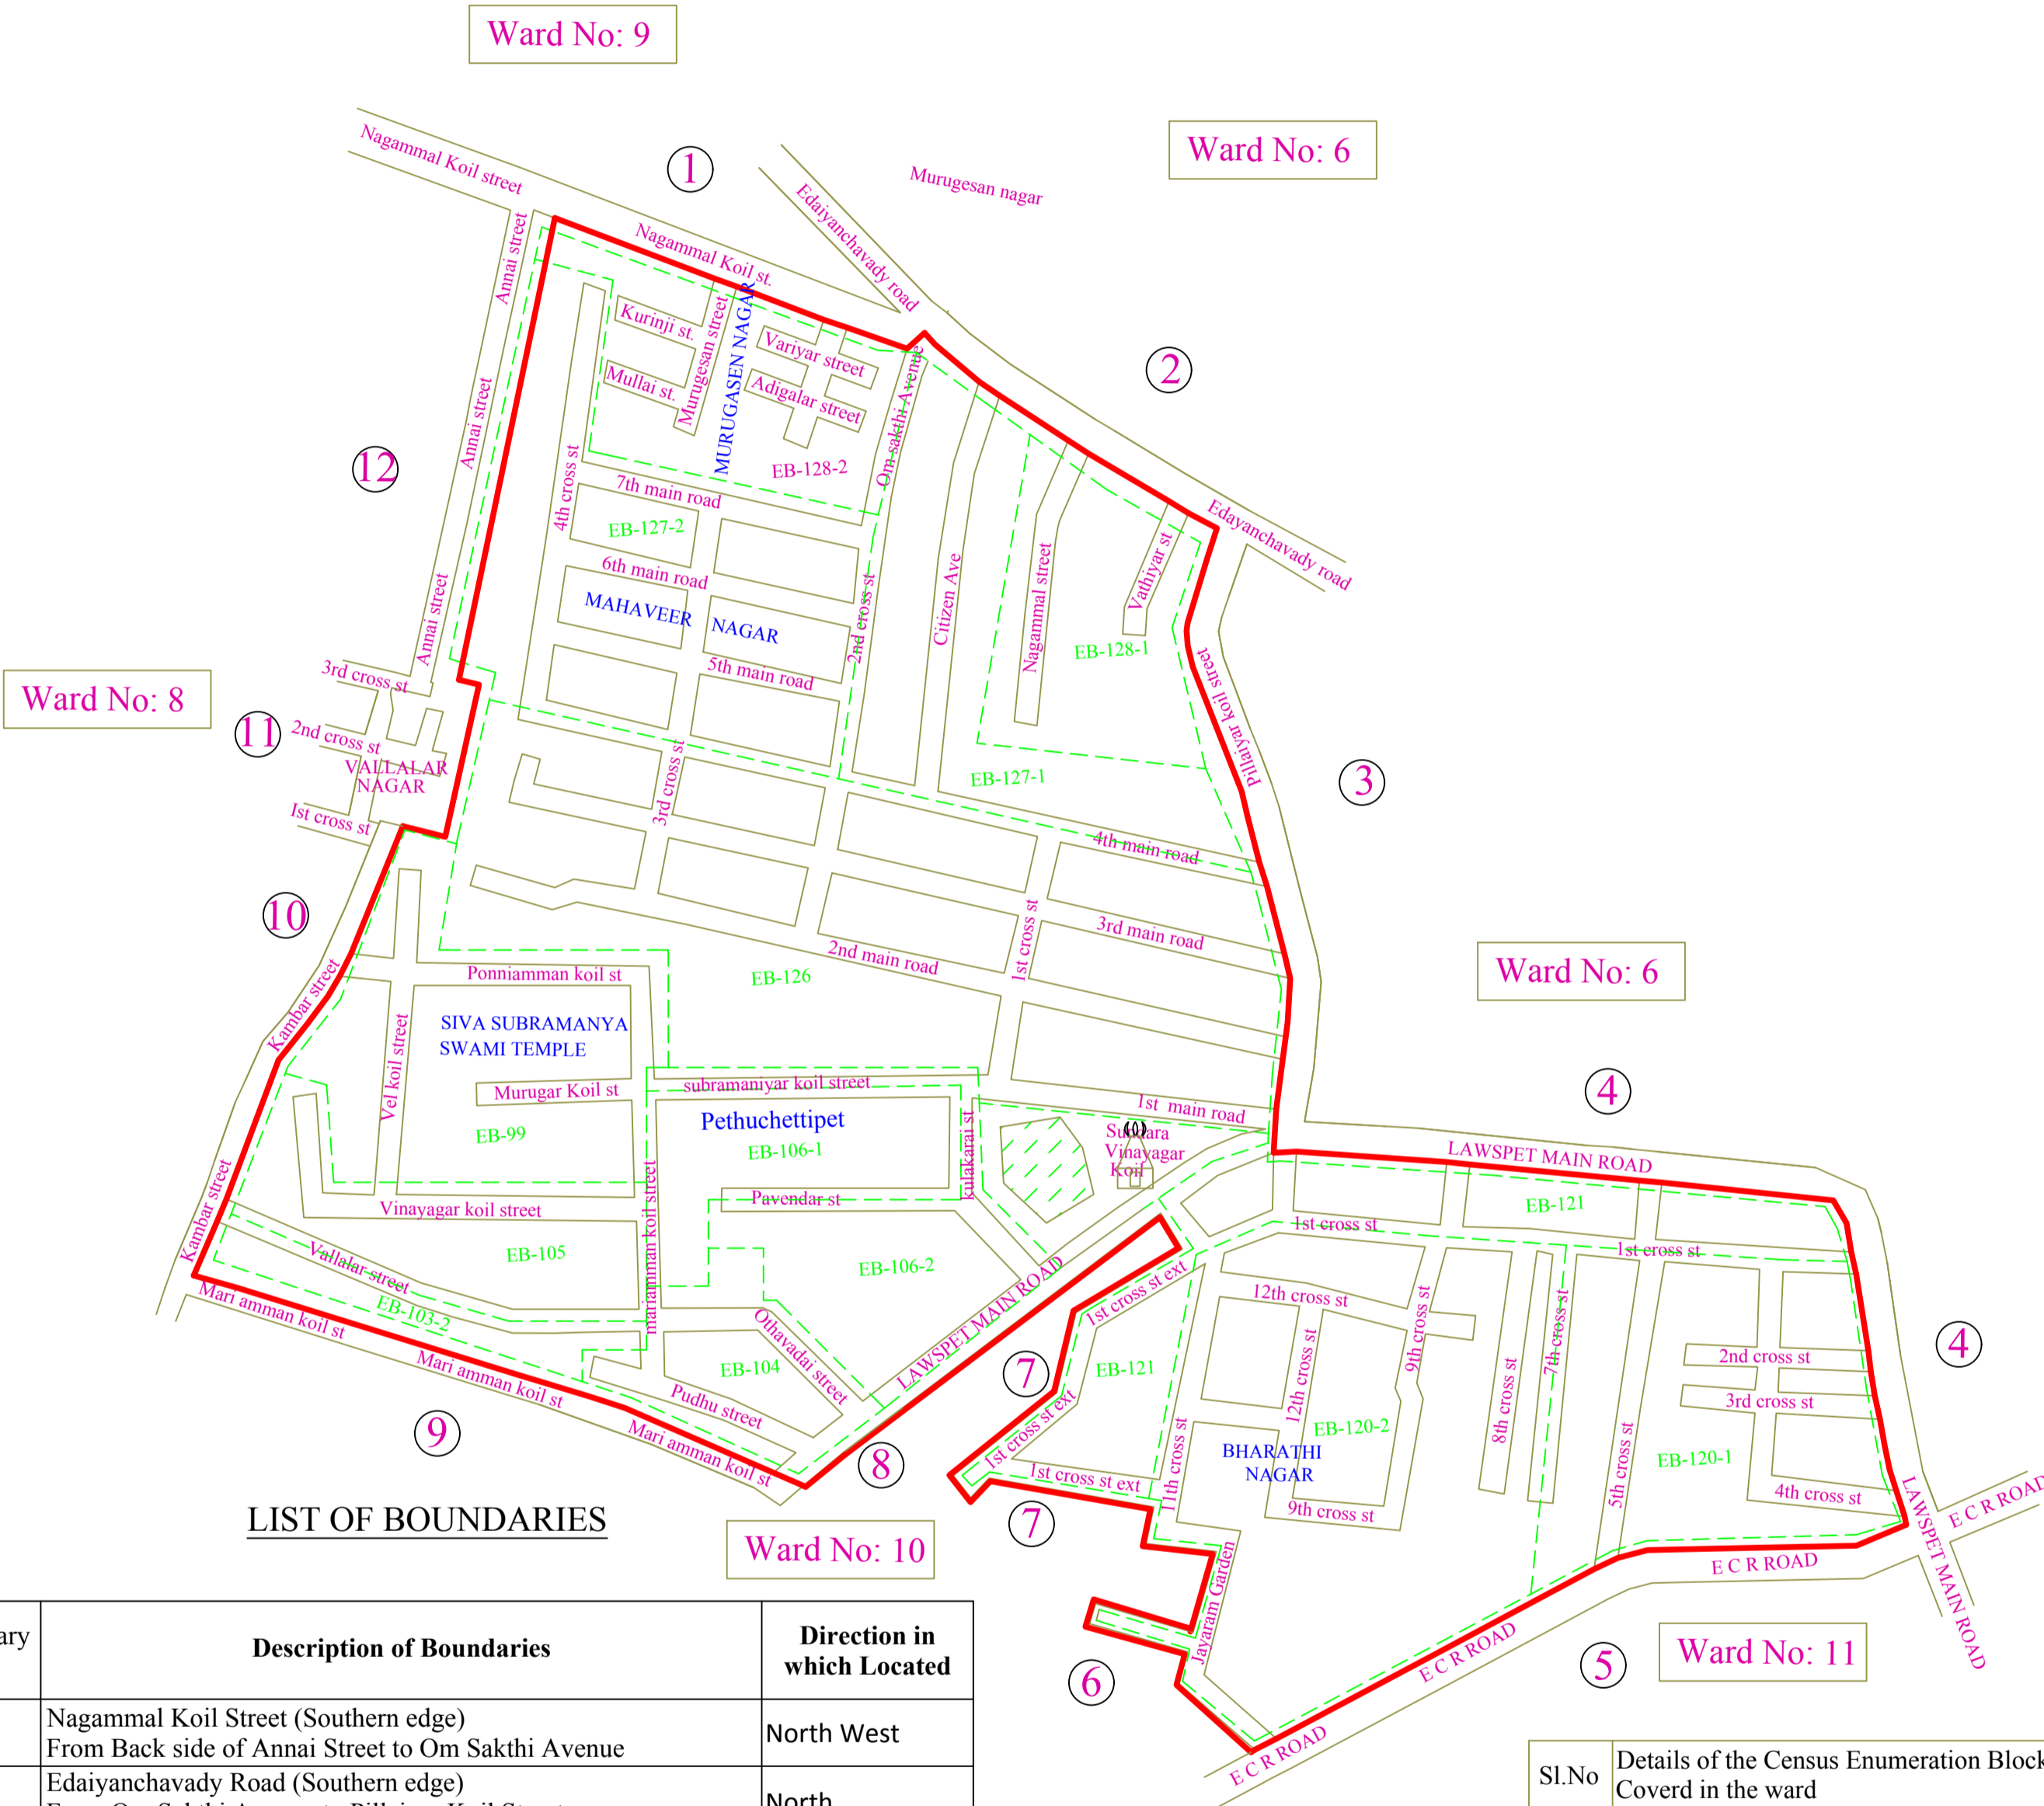 Ward No: 9
Ward No: 6
Nagammal Koil street
1
Murugesan nagar
Edaiyanchavady road
Annai street
Nagammal Koil st.
2
Kurinji st.
Murugesan street
MURUGASEN NAGAR
Variyar street
Mullai st.
Adigalar street
Om sakthi Avenue
12
Annai street
EB-128-2
4th cross st
7th main road
EB-127-2
Edayanchavady road
6th main road
Vathiyar st
Annai street
MAHAVEER NAGAR
2nd cross st
Citizen Ave
Nagammal street
EB-128-1
3rd cross st
5th main road
Pillaiyar koil street
Ward No: 8
11
2nd cross st
VALLALAR
NAGAR
3rd cross st
EB-127-1
3
Ist cross st
4th main road
10
3rd main road
1st cross st
2nd main road
Ward No: 6
Ponniamman koil st
EB-126
Kambar street
SIVA SUBRAMANYA
SWAMI TEMPLE
Vel koil street
Murugar Koil st
subramaniyar koil street
4
Pethuchettipet
1st main road
EB-99
EB-106-1
kulakarai st
Sundara
Vinayagar
Koil
LAWSPET MAIN ROAD
Kambar street
mariamman koil street
Pavendar st
EB-121
Vinayagar koil street
1st cross st
1st cross st
Vallalar street
EB-105
EB-106-2
1st cross st ext
12th cross st
Mari amman koil st
EB-103-2
Othavadai street
LAWSPET MAIN ROAD
9th cross st
7th cross st
4
2nd cross st
Mari amman koil st
EB-104
7
EB-121
12th cross st
8th cross st
3rd cross st
Pudhu street
1st cross st ext
EB-120-2
5th cross st
9
Mari amman koil st
8
1st cross st ext
11th cross st
BHARATHI
NAGAR
EB-120-1
4th cross st
9th cross st
LAWSPET MAIN ROAD
E C R ROAD
LIST OF BOUNDARIES
7
Ward No: 10
Jayaram Garden
E C R ROAD
E C R ROAD
5
Ward No: 11
6
E C R ROAD
ary
Description of Boundaries
Direction in
which Located
Nagammal Koil Street (Southern edge)
From Back side of Annai Street to Om Sakthi Avenue
North West
Edaiyanchavady Road (Southern edge)
North
Sl.No
Details of the Census Enumeration Block
Coverd in the ward